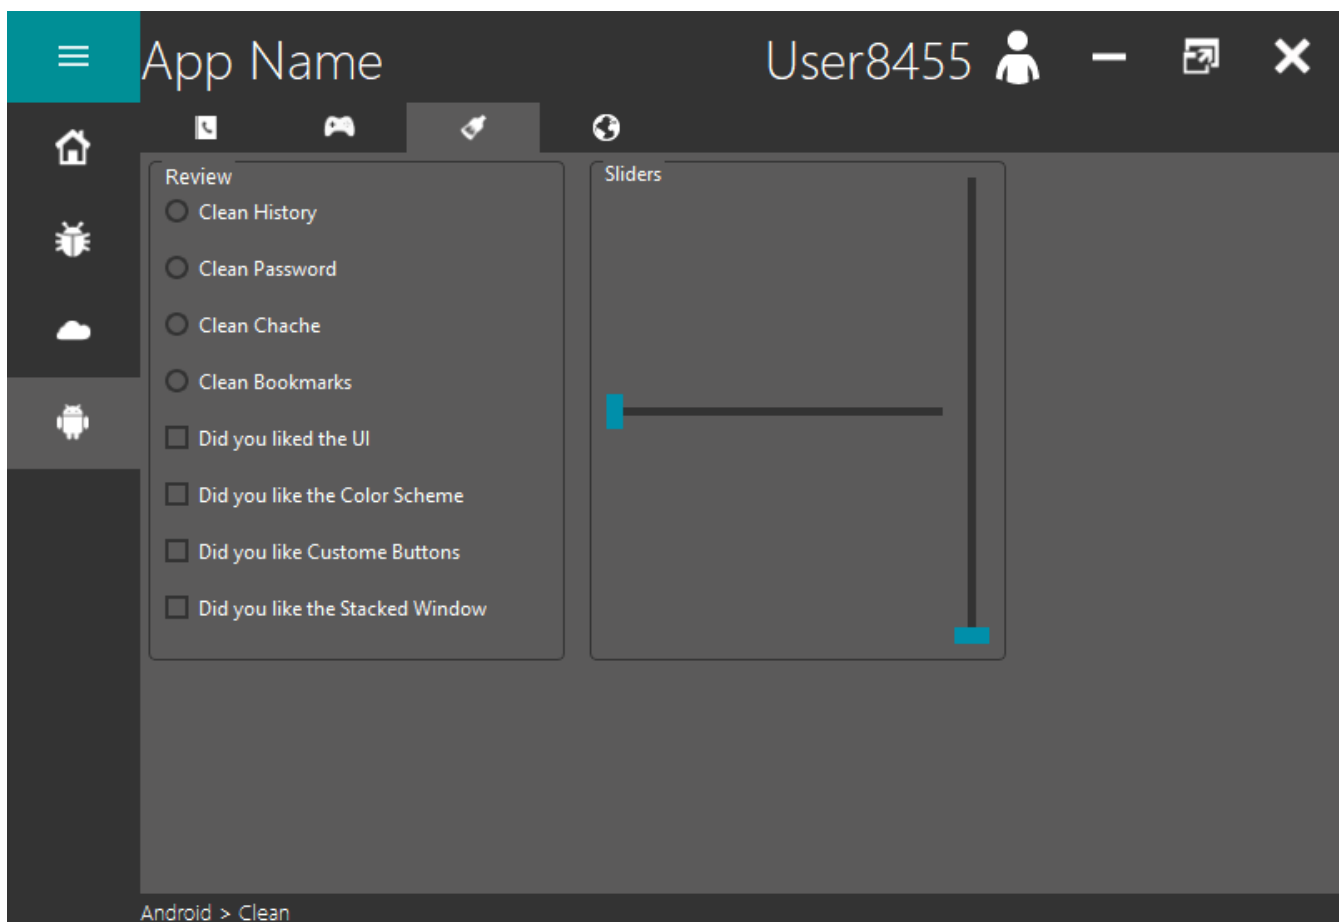 App Name
User8455
Review
Clean History
Clean Password
Clean Chache
Clean Bookmarks
Did you liked the UI
Did you like the Color Scheme
Did you like Custome Buttons
Did you like the Stacked Window
Sliders
Android > Clean